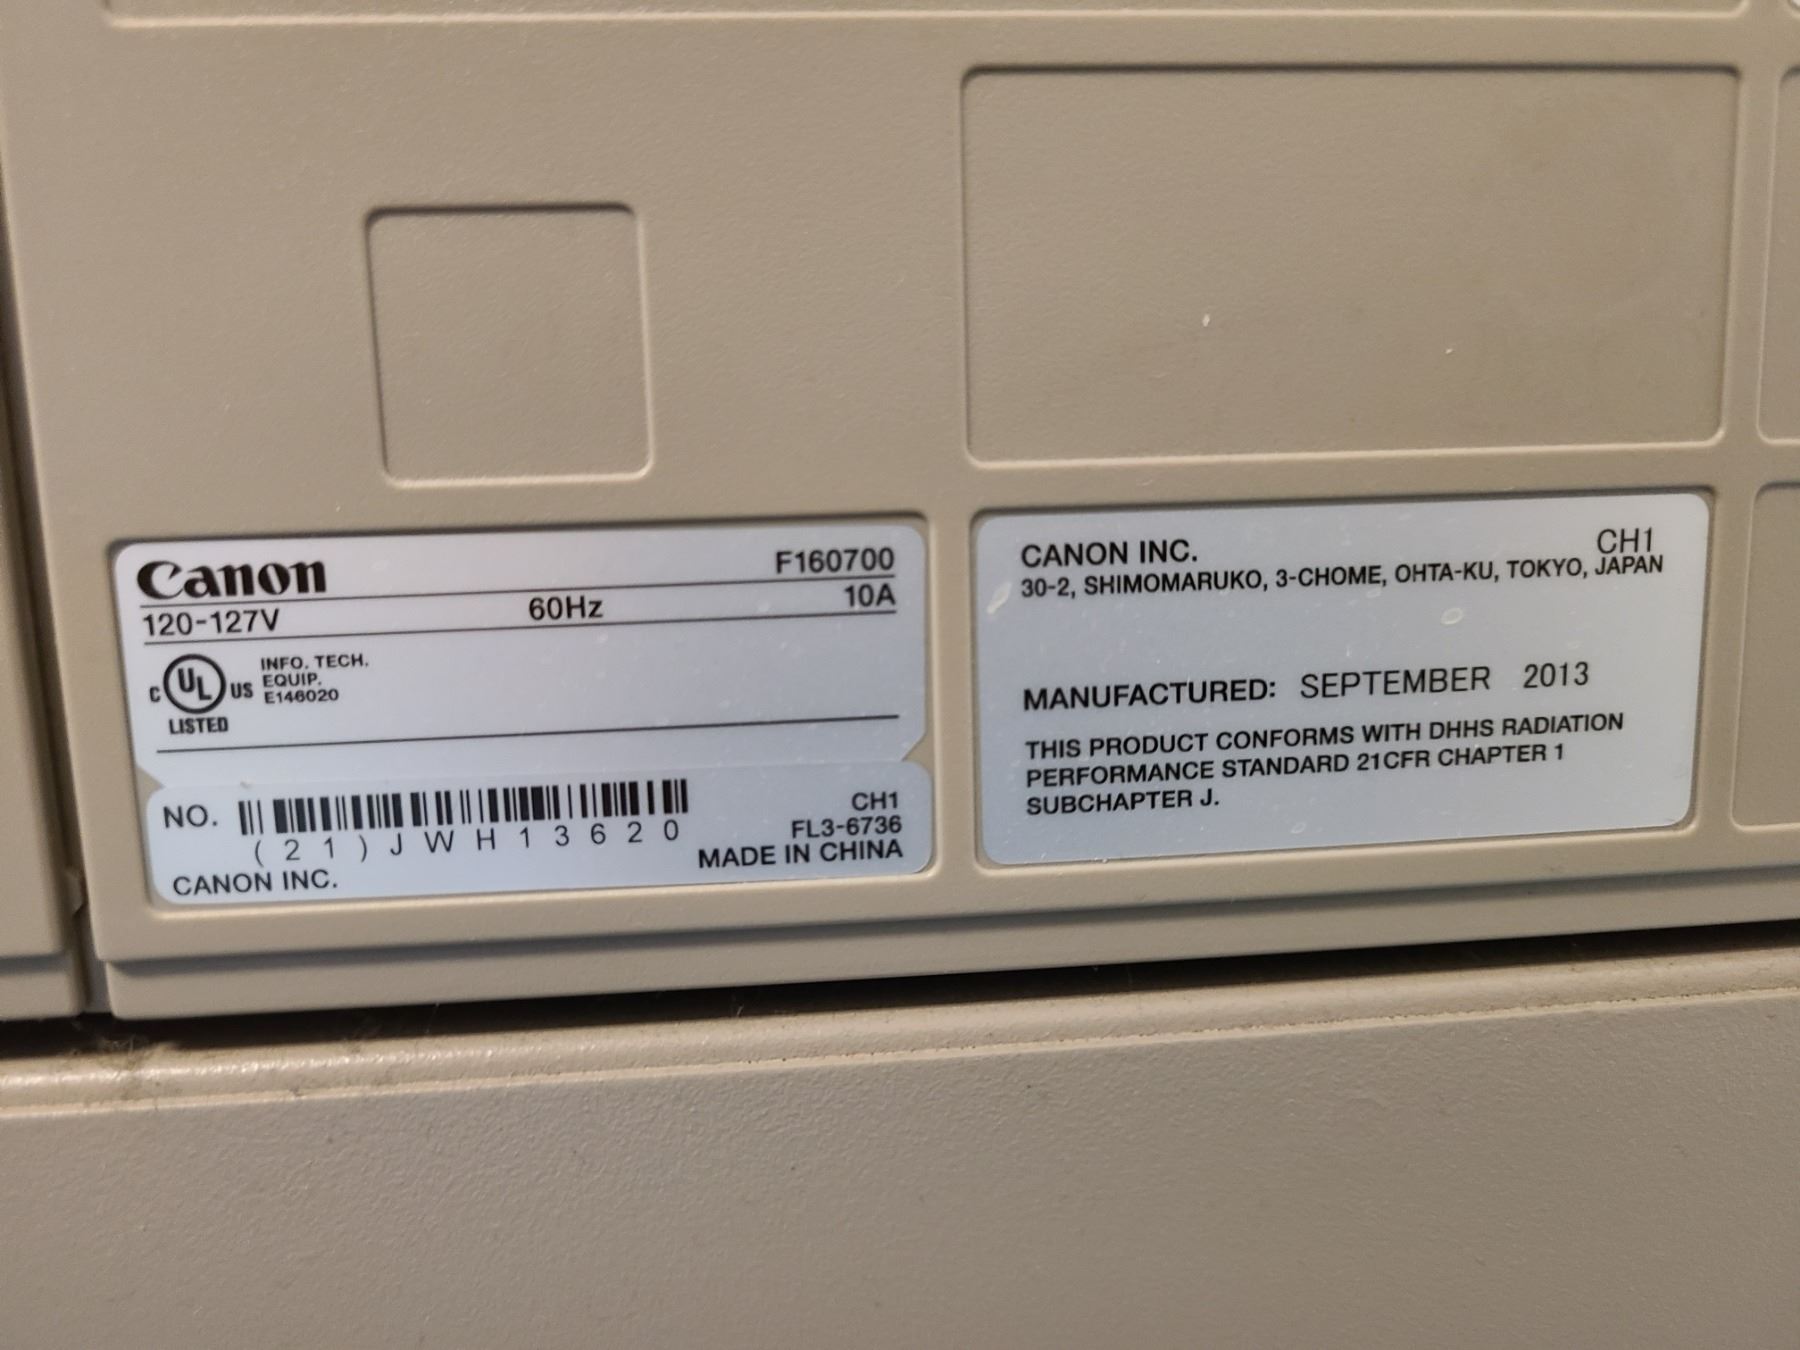 Canon F160700
120-127V 60Hz 10A
C UL US INFO. TECH.
EQUIP.
E146020
LISTED
NO. (21)JWH13620
CH1
FL3-6736
CANON INC. MADE IN CHINA
CANON INC. CH1
30-2, SHIMOMARUKO, 3-CHOME, OHTA-KU, TOKYO, JAPAN
MANUFACTURED: SEPTEMBER 2013
THIS PRODUCT CONFORMS WITH DHHS RADIATION
PERFORMANCE STANDARD 21CFR CHAPTER 1
SUBCHAPTER J.